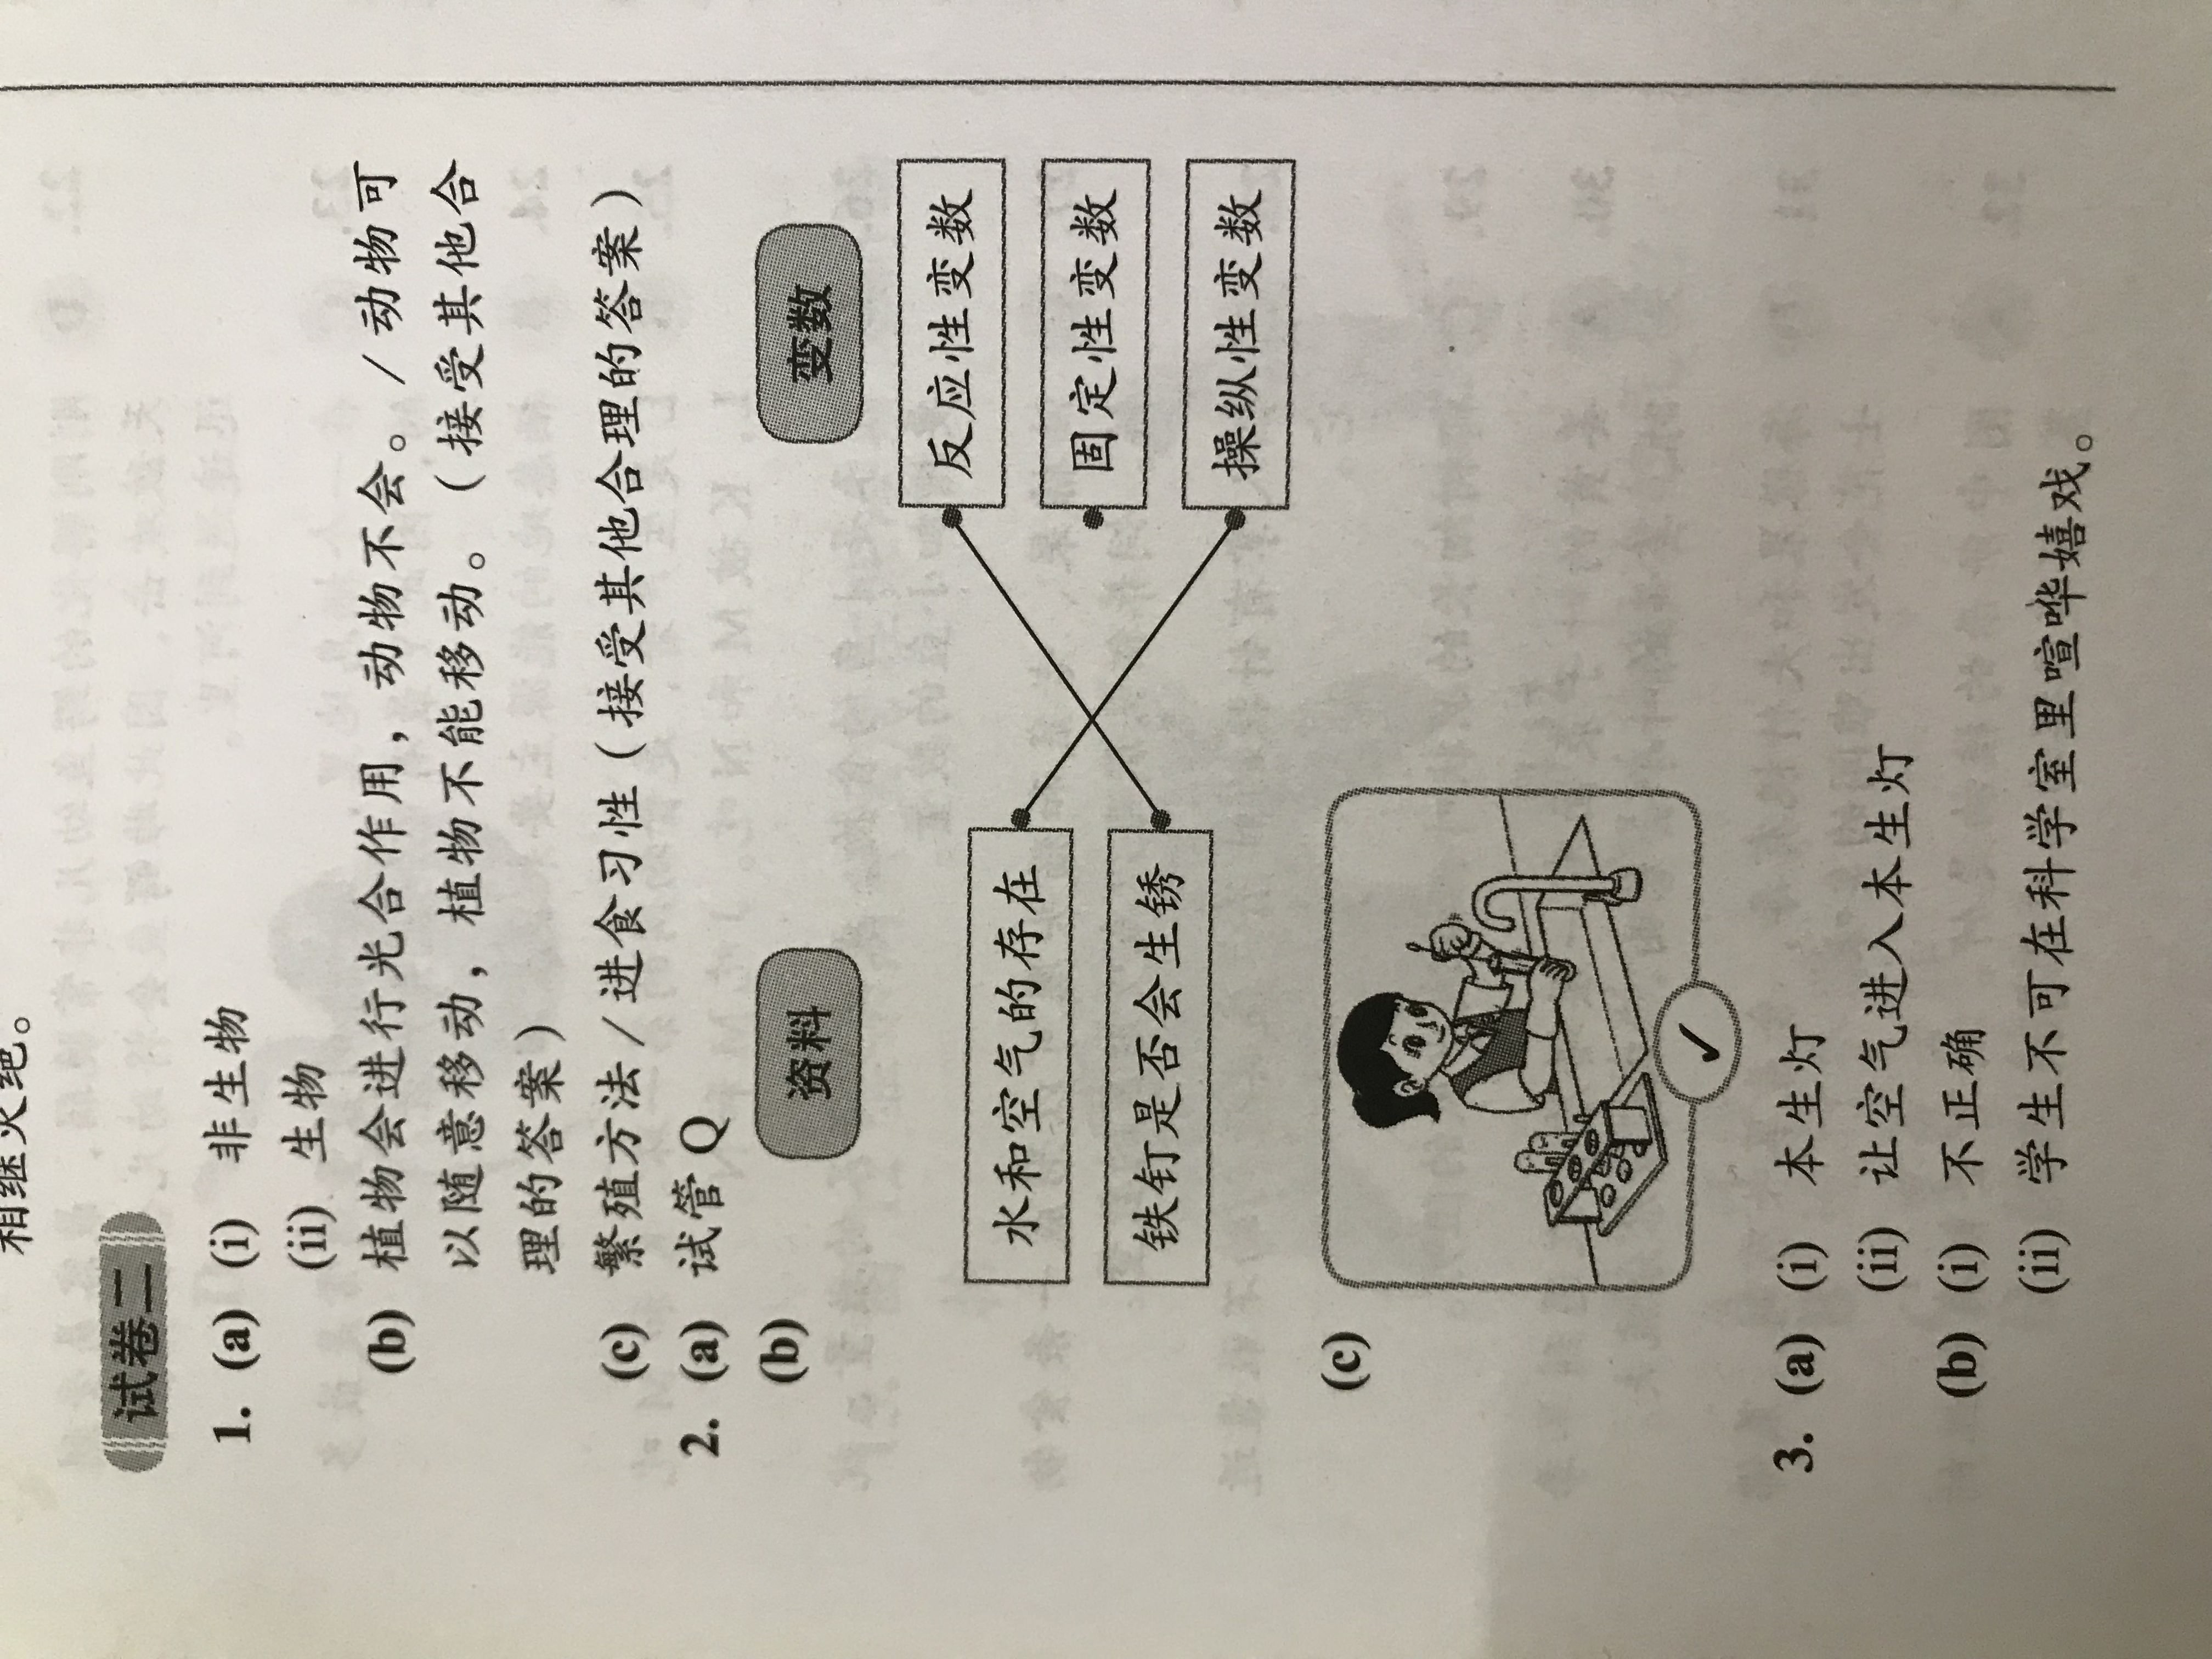 相继灭绝。
试卷二
1. (a) (i) 非生物
(ii) 生物
(b) 植物会进行光合作用，动物不会。/ 动物可
以随意移动，植物不能移动。（接受其他合
理的答案）
(c) 繁殖方法 / 进食习性（接受其他合理的答案）
2. (a) 试管 Q
(b)
资料 变数
反应性变数
水和空气的存在
固定性变数
铁钉是否会生锈
操纵性变数
(c)
✓
3. (a) (i) 本生灯
(ii) 让空气进入本生灯
(b) (i) 不正确
(ii) 学生不可在科学室里喧哗嬉戏。